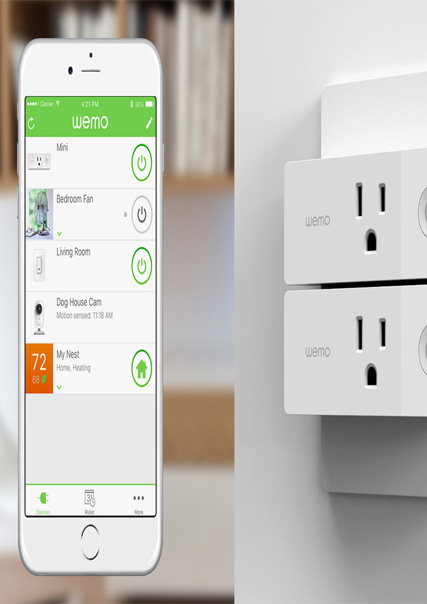 Carrier 4:21 PM 86%
wemo
Mini
Bedroom Fan
Living Room
Dog House Cam
Motion sensed: 11:18 AM
72
68
My Nest
Home, Heating
Devices
Rules
More
wemo
wemo